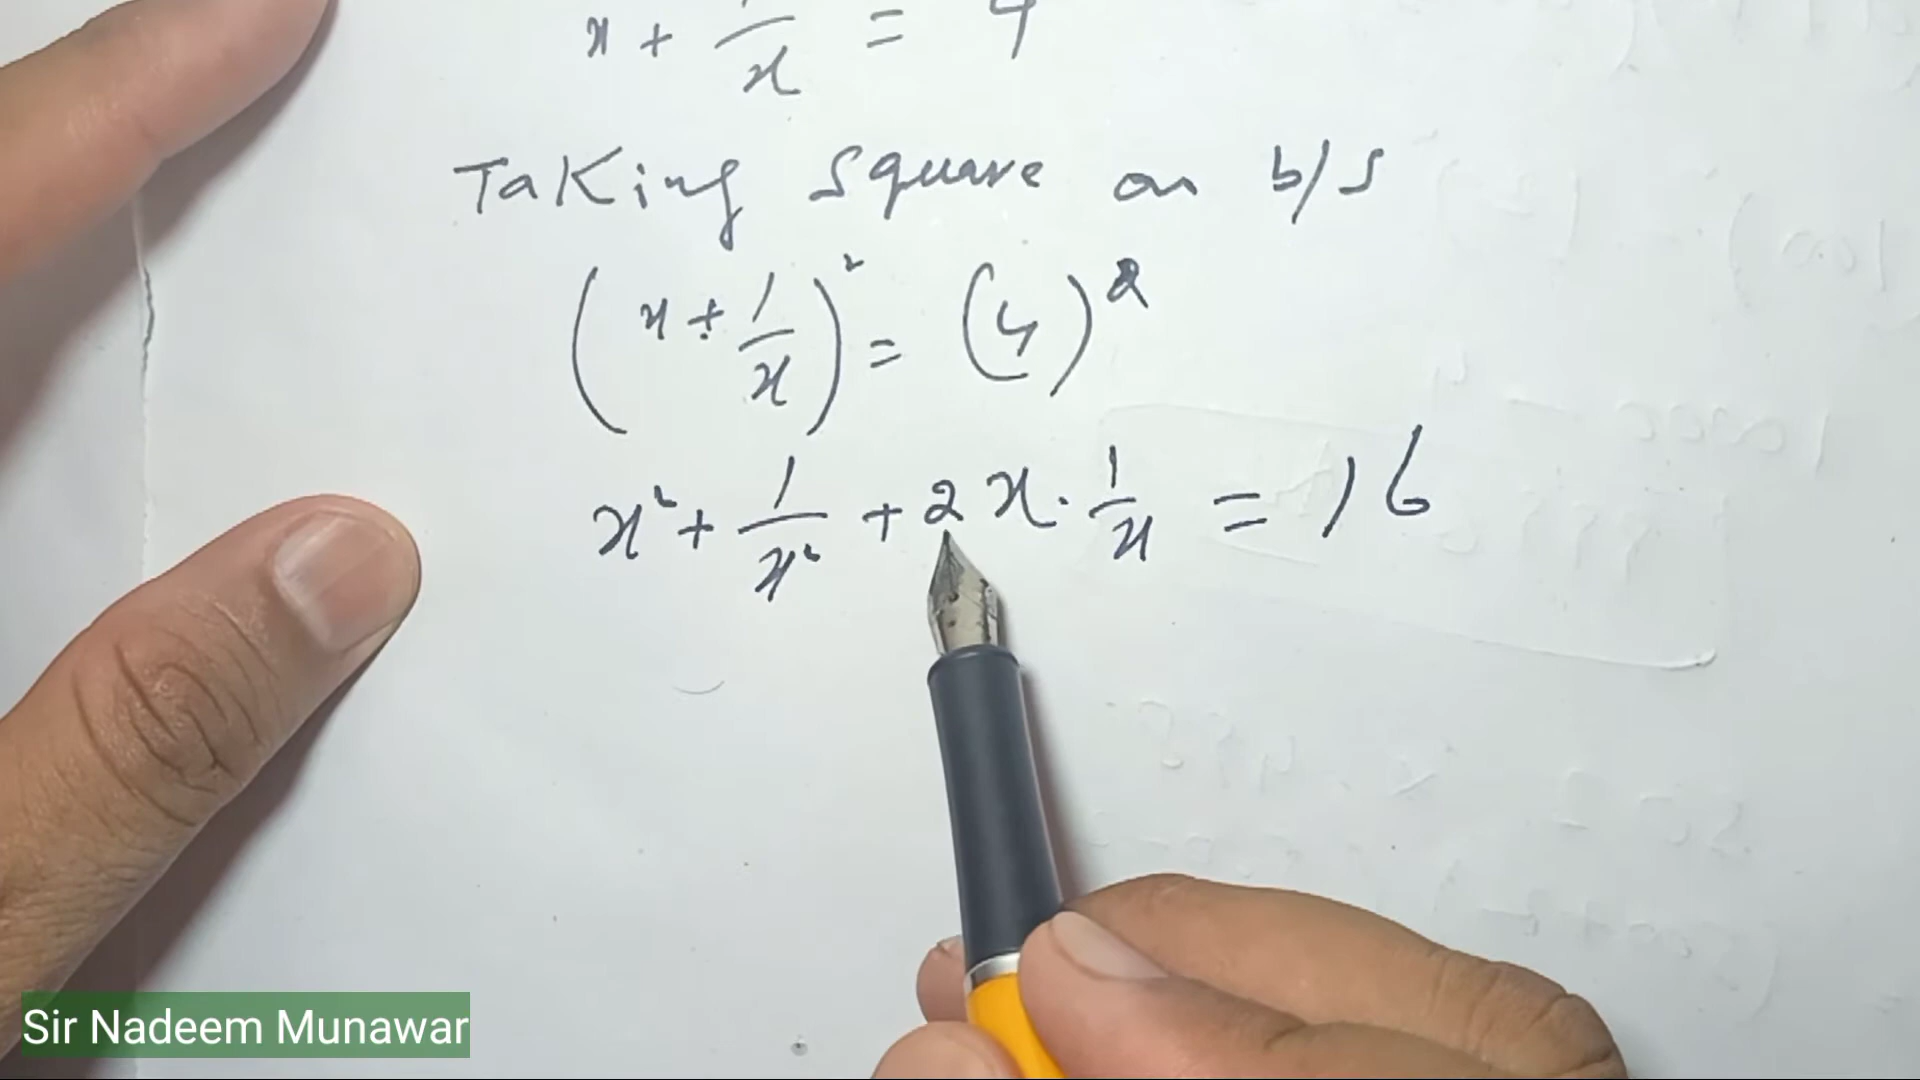 x + 1/x = 4
Taking Square on b/s
(x + 1/x)² = (4)²
x² + 1/x² + 2x · 1/x = 16
Sir Nadeem Munawar